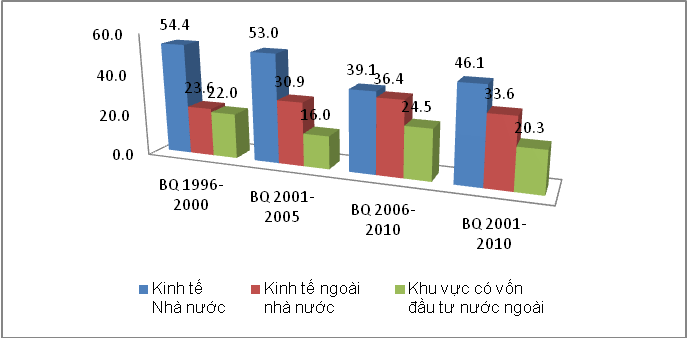 60.0
40.0
20.0
0.0
54.4
23.6
22.0
53.0
30.9
16.0
39.1
36.4
24.5
46.1
33.6
20.3
BQ 1996-
2000
BQ 2001-
2005
BQ 2006-
2010
BQ 2001-
2010
Kinh tế
Nhà nước
Kinh tế ngoài
nhà nước
Khu vực có vốn
đầu tư nước ngoài